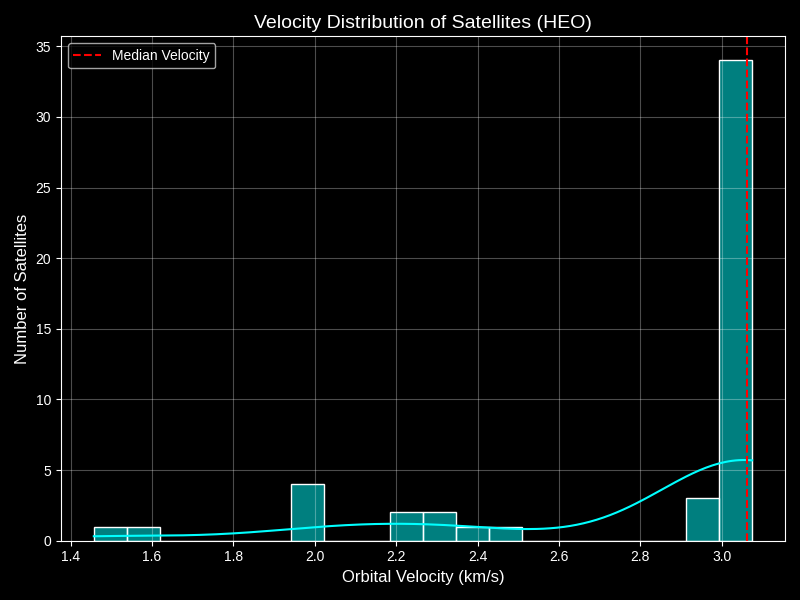 Velocity Distribution of Satellites (HEO)
Median Velocity
Number of Satellites
35
30
25
20
15
10
5
0
1.4 1.6 1.8 2.0 2.2 2.4 2.6 2.8 3.0
Orbital Velocity (km/s)